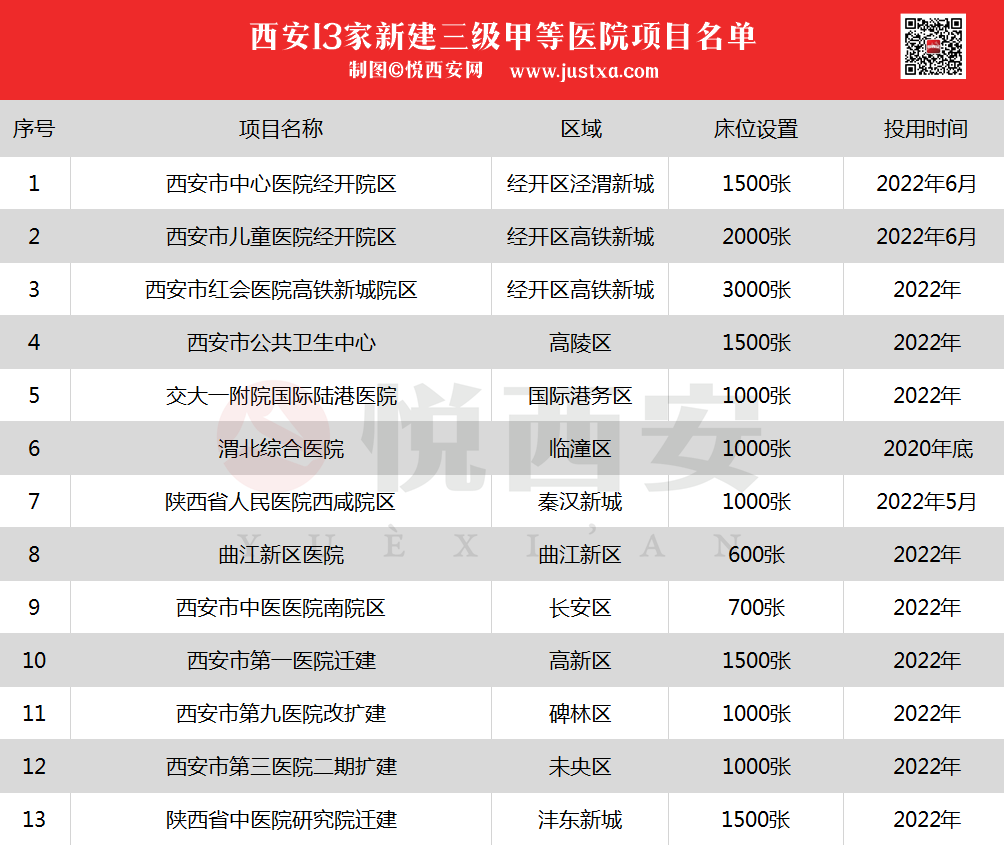 西安13家新建三级甲等医院项目名单
制图©悦西安网 www.justxa.com
序号 项目名称 区域 床位设置 投用时间
1 西安市中心医院经开院区 经开区泾渭新城 1500张 2022年6月
2 西安市儿童医院经开院区 经开区高铁新城 2000张 2022年6月
3 西安市红会医院高铁新城院区 经开区高铁新城 3000张 2022年
4 西安市公共卫生中心 高陵区 1500张 2022年
5 交大一附院国际陆港医院 国际港务区 1000张 2022年
悦西安
6 渭北综合医院 临潼区 1000张 2020年底
7 陕西省人民医院西咸院区 秦汉新城 1000张 2022年5月
YUÈXI'AN
8 曲江新区医院 曲江新区 600张 2022年
9 西安市中医医院南院区 长安区 700张 2022年
10 西安市第一医院迁建 高新区 1500张 2022年
11 西安市第九医院改扩建 碑林区 1000张 2022年
12 西安市第三医院二期扩建 未央区 1000张 2022年
13 陕西省中医院研究院迁建 沣东新城 1500张 2022年